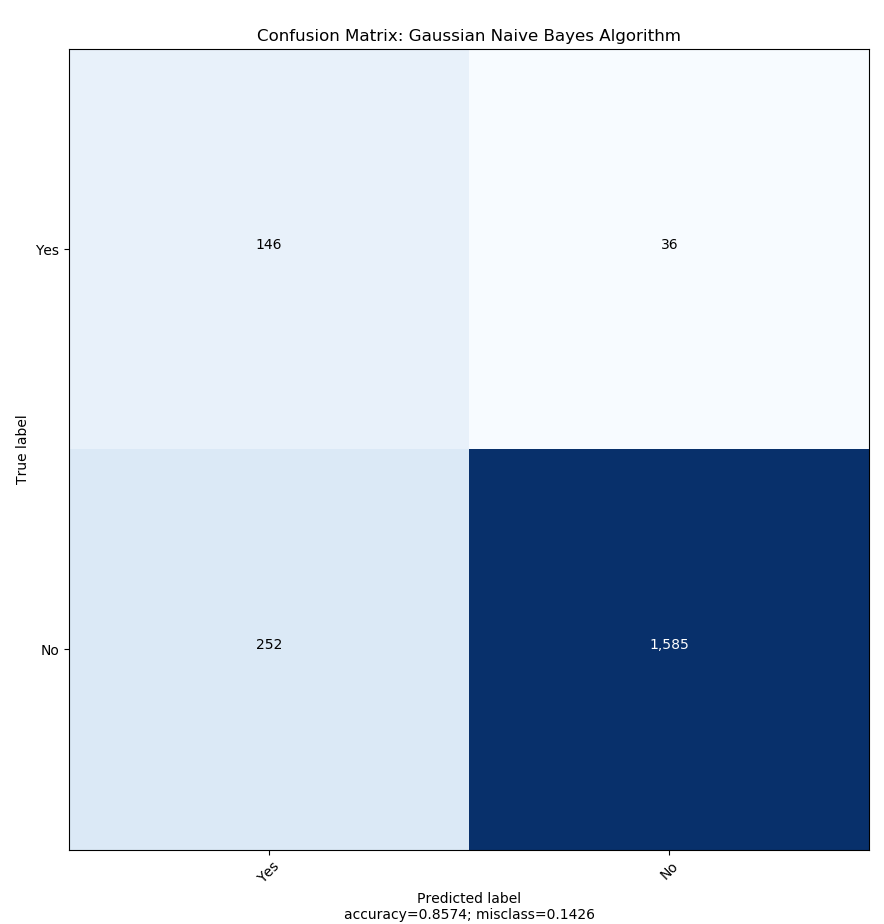 Confusion Matrix: Gaussian Naive Bayes Algorithm
Yes
146
36
True label
No
252
1,585
Yes
No
Predicted label
accuracy=0.8574; misclass=0.1426